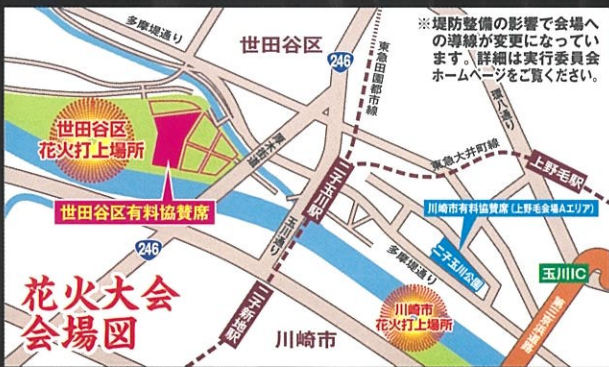 ※堤防整備の影響で会場へ
の導線が変更になってい
ます。詳細は実行委員会
ホームページをご覧ください。
多摩堤通り
世田谷区
246
東急田園都市線
環八通り
世田谷区
花火打上場所
厚木街道
東急大井町線
上野毛駅
世田谷区有料協賛席
二子玉川駅
川崎市有料協賛席(上野毛会場Aエリア)
玉川通り
二子玉川公園
246
多摩堤通り
玉川IC
花火大会
会場図
二子新地駅
川崎市
川崎市
花火打上場所
第三京浜道路